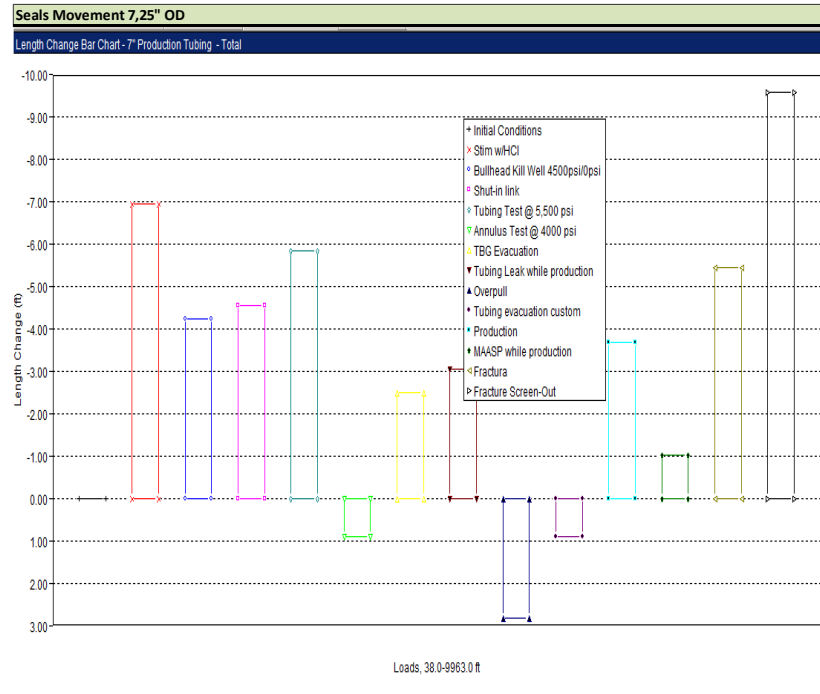 Seals Movement 7,25" OD
Length Change Bar Chart - 7" Production Tubing - Total
-10.00
-9.00
-8.00
-7.00
-6.00
-5.00
-4.00
-3.00
-2.00
-1.00
0.00
1.00
2.00
3.00
Length Change (ft)
Initial Conditions
Stim w/HCl
Bullhead Kill Well 4500psi/0psi
Shut-in link
Tubing Test @ 5,500 psi
Annulus Test @ 4000 psi
TBG Evacuation
Tubing Leak while production
Overpull
Tubing evacuation custom
Production
MAASP while production
Fractura
Fracture Screen-Out
Loads, 38.0-9963.0 ft